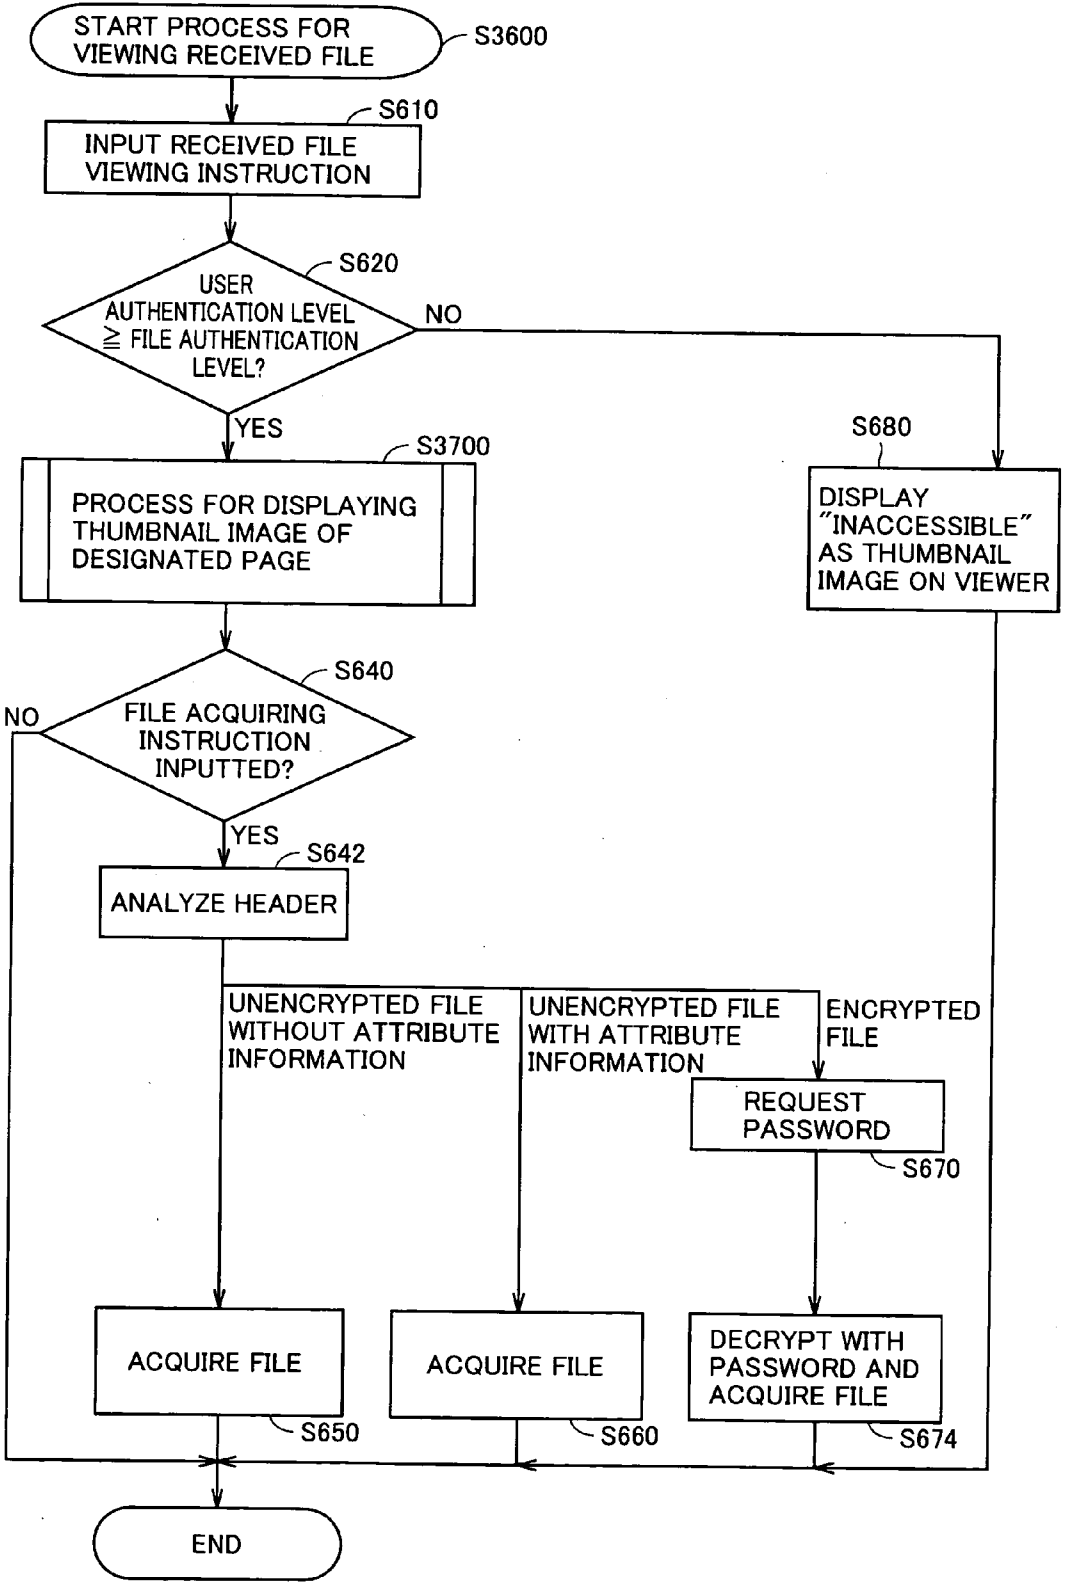 START PROCESS FOR
VIEWING RECEIVED FILE
S3600
S610
INPUT RECEIVED FILE
VIEWING INSTRUCTION
S620
USER
AUTHENTICATION LEVEL
≧ FILE AUTHENTICATION
LEVEL?
NO
YES
S3700
PROCESS FOR DISPLAYING
THUMBNAIL IMAGE OF
DESIGNATED PAGE
S680
DISPLAY
"INACCESSIBLE"
AS THUMBNAIL
IMAGE ON VIEWER
S640
FILE ACQUIRING
INSTRUCTION
INPUTTED?
NO
YES
S642
ANALYZE HEADER
UNENCRYPTED FILE
WITHOUT ATTRIBUTE
INFORMATION
UNENCRYPTED FILE
WITH ATTRIBUTE
INFORMATION
ENCRYPTED
FILE
REQUEST
PASSWORD
S670
ACQUIRE FILE
S650
ACQUIRE FILE
S660
DECRYPT WITH
PASSWORD AND
ACQUIRE FILE
S674
END